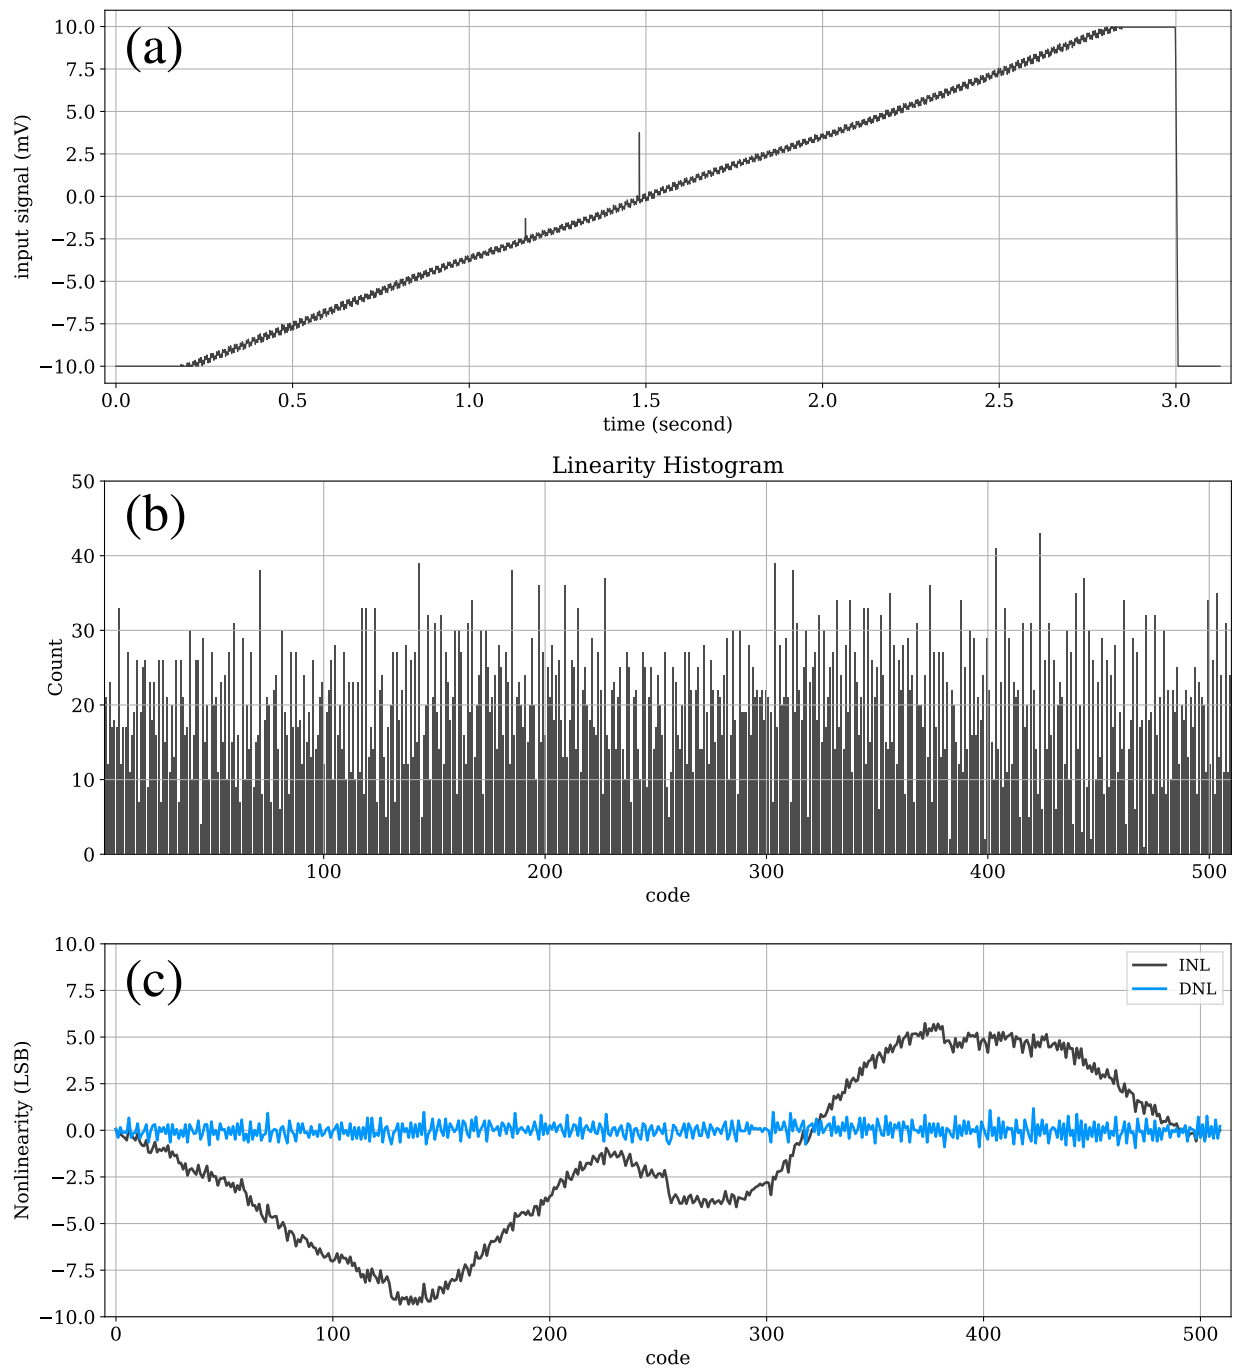 (a)
10.0
7.5
5.0
2.5
0.0
−2.5
−5.0
−7.5
−10.0
input signal (mV)
0.0 0.5 1.0 1.5 2.0 2.5 3.0
time (second)
Linearity Histogram
(b)
50
40
30
20
10
0
Count
100 200 300 400 500
code
(c)
10.0
7.5
5.0
2.5
0.0
−2.5
−5.0
−7.5
−10.0
Nonlinearity (LSB)
INL
DNL
0 100 200 300 400 500
code